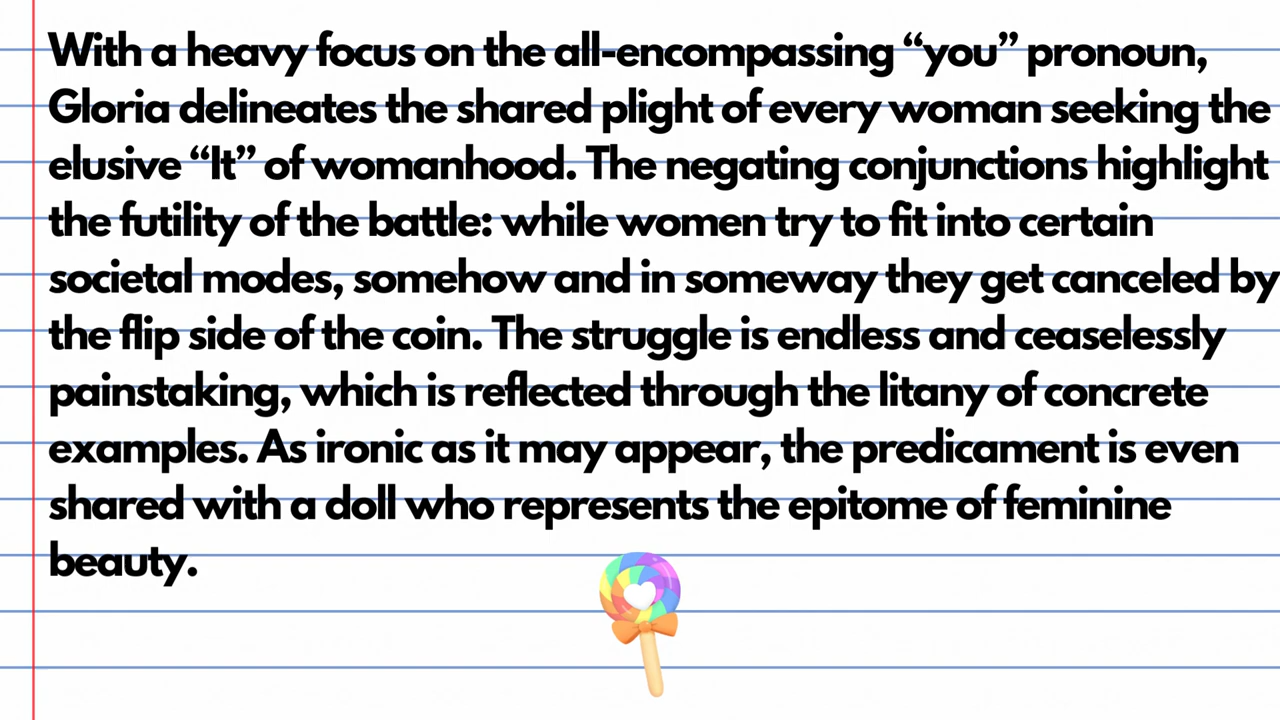 With a heavy focus on the all-encompassing “you” pronoun,
Gloria delineates the shared plight of every woman seeking the
elusive “It” of womanhood. The negating conjunctions highlight
the futility of the battle: while women try to fit into certain
societal modes, somehow and in someway they get canceled by
the flip side of the coin. The struggle is endless and ceaselessly
painstaking, which is reflected through the litany of concrete
examples. As ironic as it may appear, the predicament is even
shared with a doll who represents the epitome of feminine
beauty.